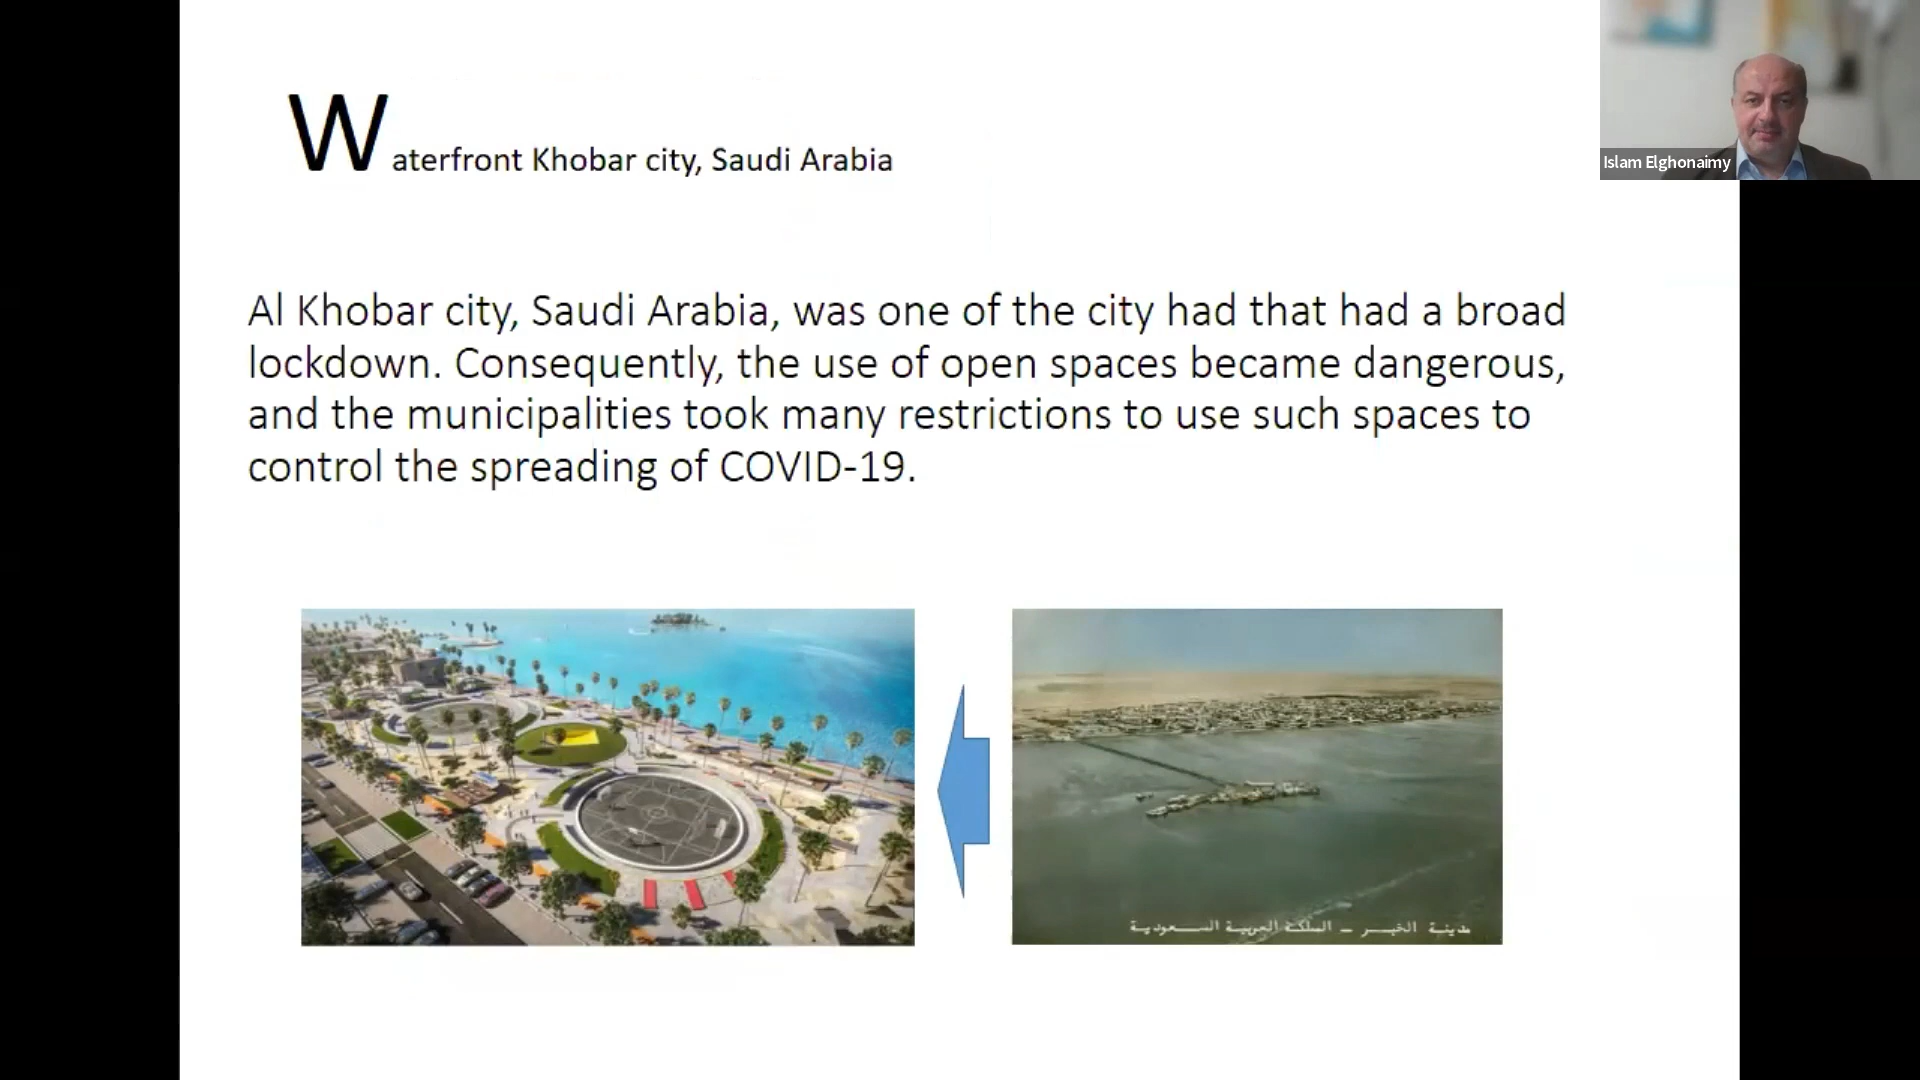 Waterfront Khobar city, Saudi Arabia
Islam Elghonaimy
Al Khobar city, Saudi Arabia, was one of the city had that had a broad
lockdown. Consequently, the use of open spaces became dangerous,
and the municipalities took many restrictions to use such spaces to
control the spreading of COVID-19.
مدينة الخبر – المملكة العربية السعودية